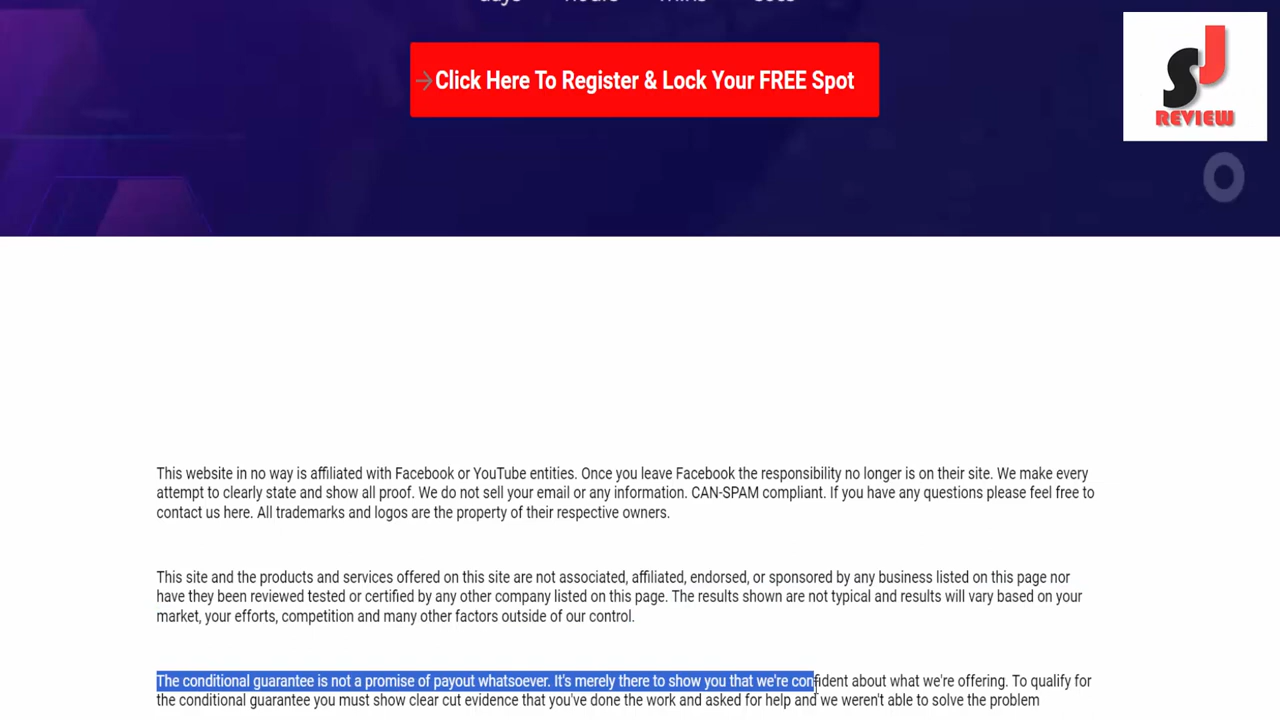 days hours mins secs
→Click Here To Register & Lock Your FREE Spot
SJ
REVIEW
This website in no way is affiliated with Facebook or YouTube entities. Once you leave Facebook the responsibility no longer is on their site. We make every
attempt to clearly state and show all proof. We do not sell your email or any information. CAN-SPAM compliant. If you have any questions please feel free to
contact us here. All trademarks and logos are the property of their respective owners.
This site and the products and services offered on this site are not associated, affiliated, endorsed, or sponsored by any business listed on this page nor
have they been reviewed tested or certified by any other company listed on this page. The results shown are not typical and results will vary based on your
market, your efforts, competition and many other factors outside of our control.
The conditional guarantee is not a promise of payout whatsoever. It's merely there to show you that we're confident about what we're offering. To qualify for
the conditional guarantee you must show clear cut evidence that you've done the work and asked for help and we weren't able to solve the problem